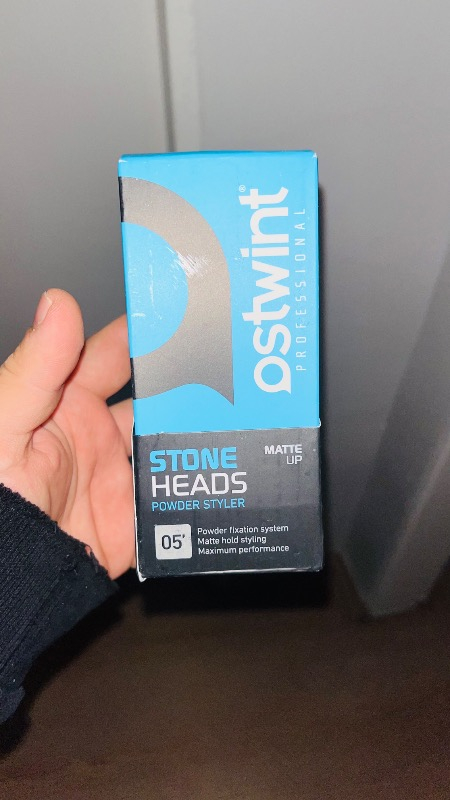 ostwint®
PROFESSIONAL
STONE
HEADS
POWDER STYLER
MATTE
UP
05'
Powder fixation system
Matte hold styling
Maximum performance